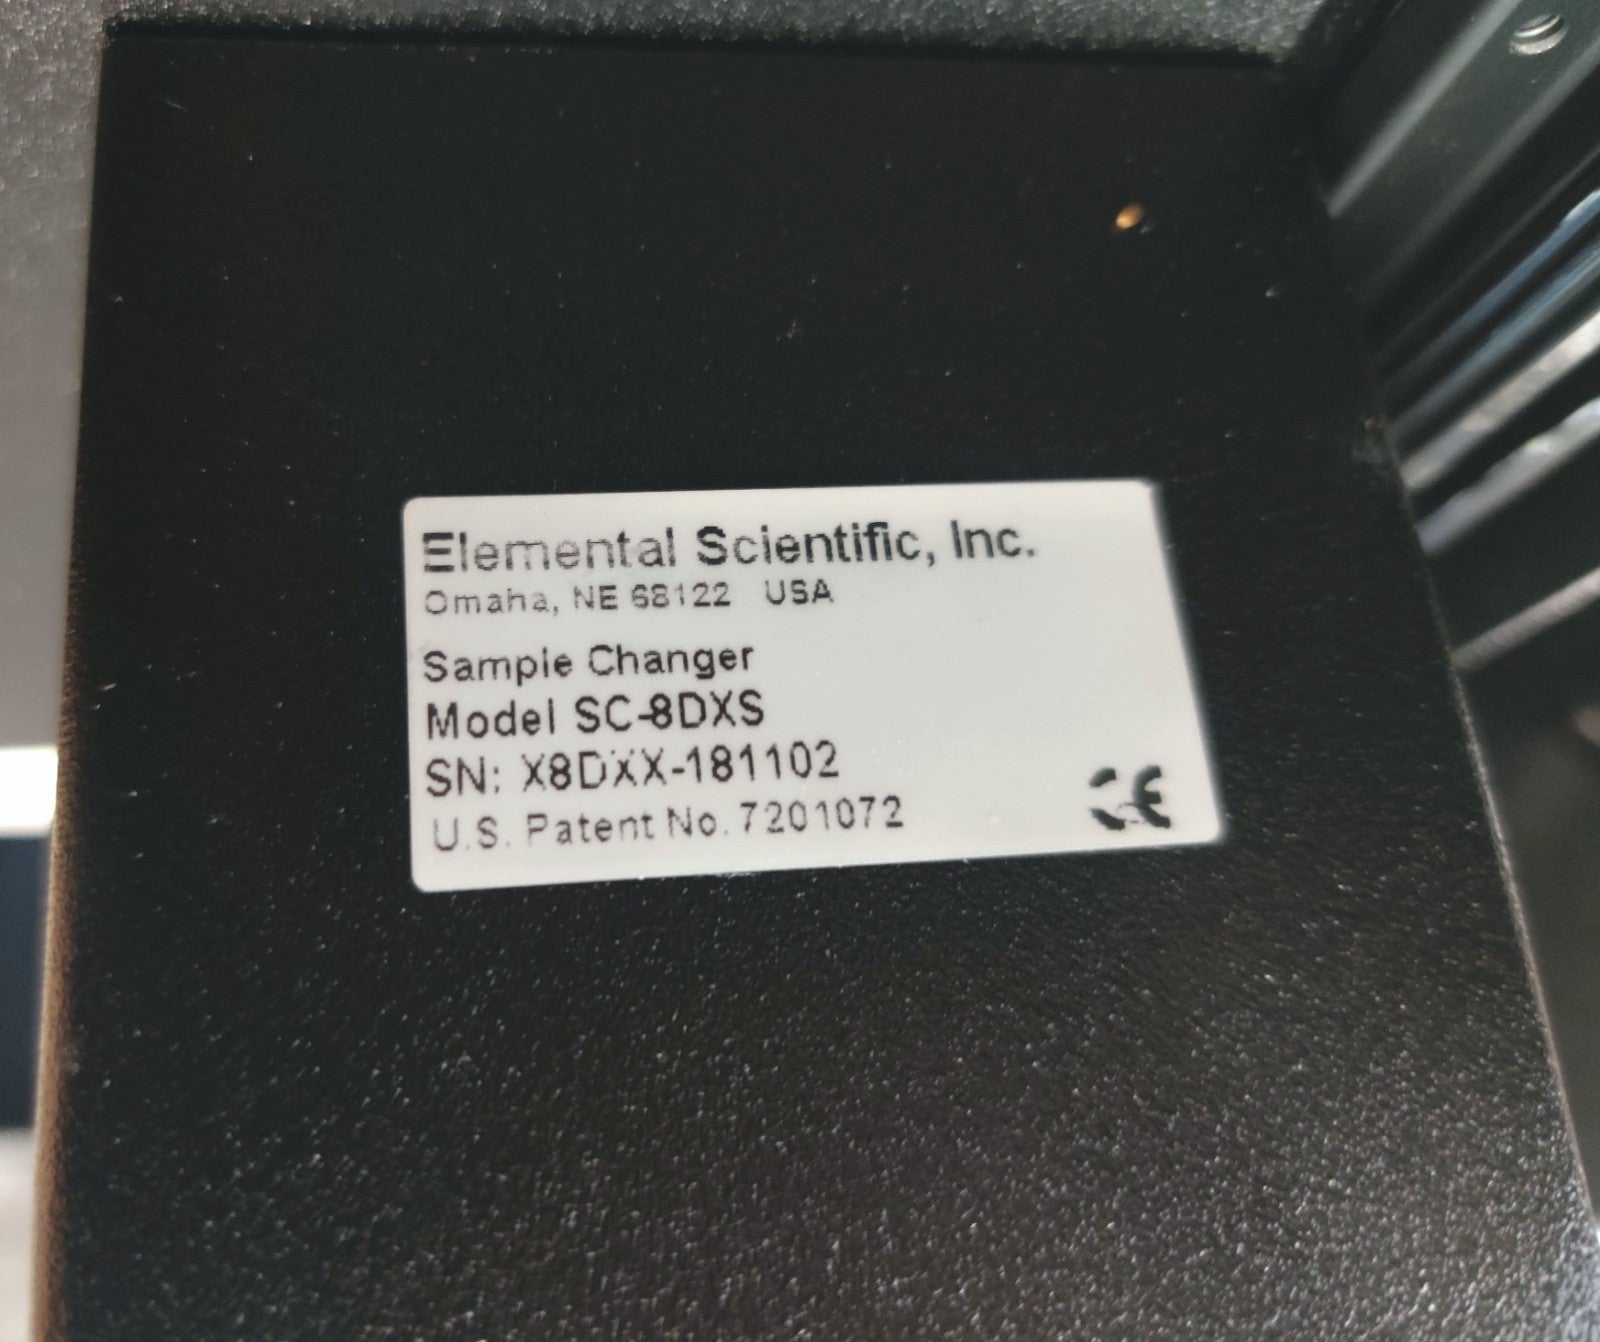 Elemental Scientific, Inc.
Omaha, NE 68122 USA
Sample Changer
Model SC-8DXS
SN: X8DXX-181102
U.S. Patent No. 7201072
CE